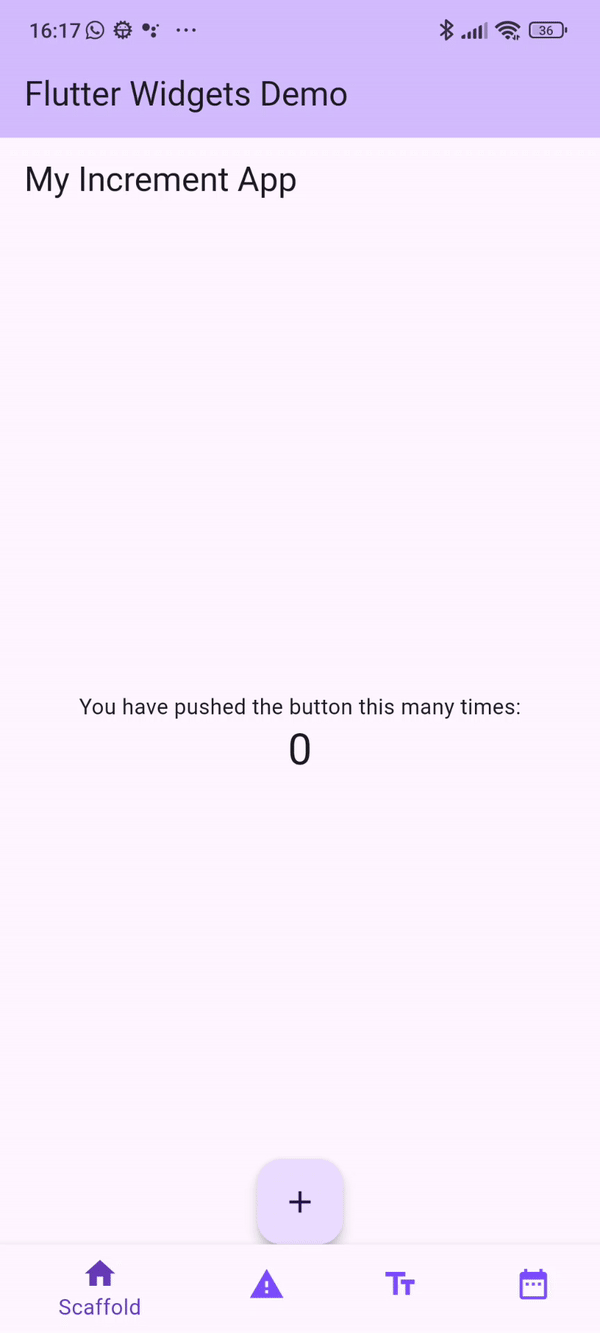 16:17
36
Flutter Widgets Demo
My Increment App
You have pushed the button this many times:
0
+
Scaffold